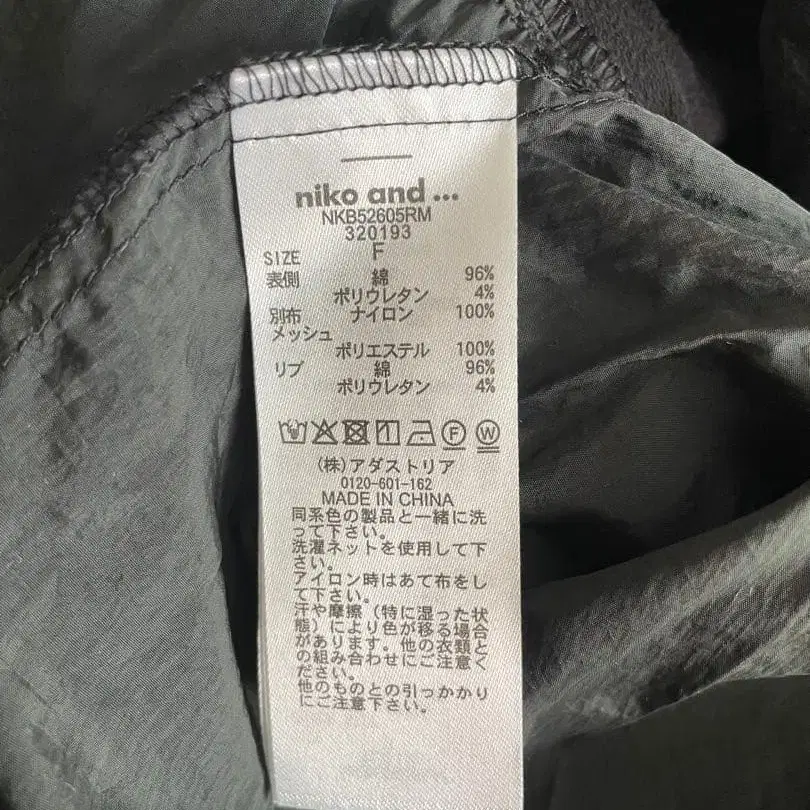 niko and ...
NKB52605RM
320193
SIZE F
表側 綿 96%
ポリウレタン 4%
別布 ナイロン 100%
メッシュ
ポリエステル 100%
リブ 綿 96%
ポリウレタン 4%
F W
(株)アダストリア
0120-601-162
MADE IN CHINA
同系色の製品と一緒に洗
って下さい。
洗濯ネットを使用して下
さい。
アイロン時はあて布をし
て下さい。
汗や摩擦(特に湿った状
態)により色が移る場合
があります。他の衣類と
の組み合わせにご注意く
ださい。
他のものとの引っかかり
にご注意下さい。